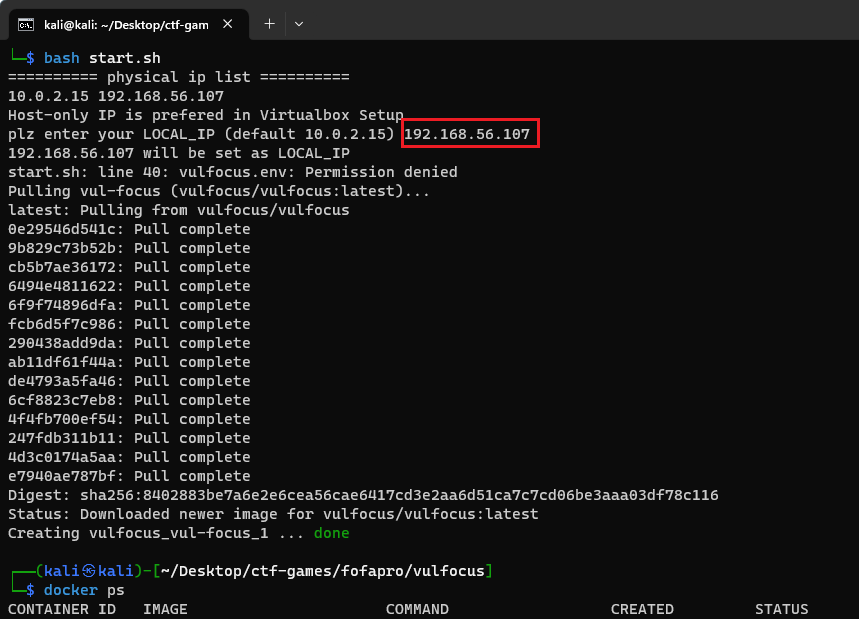 kali@kali: ~/Desktop/ctf-gam
└─$ bash start.sh
========== physical ip list ==========
10.0.2.15 192.168.56.107
Host-only IP is prefered in Virtualbox Setup
plz enter your LOCAL_IP (default 10.0.2.15) 192.168.56.107
192.168.56.107 will be set as LOCAL_IP
start.sh: line 40: vulfocus.env: Permission denied
Pulling vul-focus (vulfocus/vulfocus:latest)...
latest: Pulling from vulfocus/vulfocus
0e29546d541c: Pull complete
9b829c73b52b: Pull complete
cb5b7ae36172: Pull complete
6494e4811622: Pull complete
6f9f74896dfa: Pull complete
fcb6d5f7c986: Pull complete
290438add9da: Pull complete
ab11df61f44a: Pull complete
de4793a5fa46: Pull complete
6cf8823c7eb8: Pull complete
4f4fb700ef54: Pull complete
247fdb311b11: Pull complete
4d3c0174a5aa: Pull complete
e7940ae787bf: Pull complete
Digest: sha256:8402883be7a6e2e6cea56cae6417cd3e2aa6d51ca7c7cd06be3aaa03df78c116
Status: Downloaded newer image for vulfocus/vulfocus:latest
Creating vulfocus_vul-focus_1 ... done
┌──(kali㉿kali)-[~/Desktop/ctf-games/fofapro/vulfocus]
└─$ docker ps
CONTAINER ID   IMAGE                      COMMAND                  CREATED         STATUS